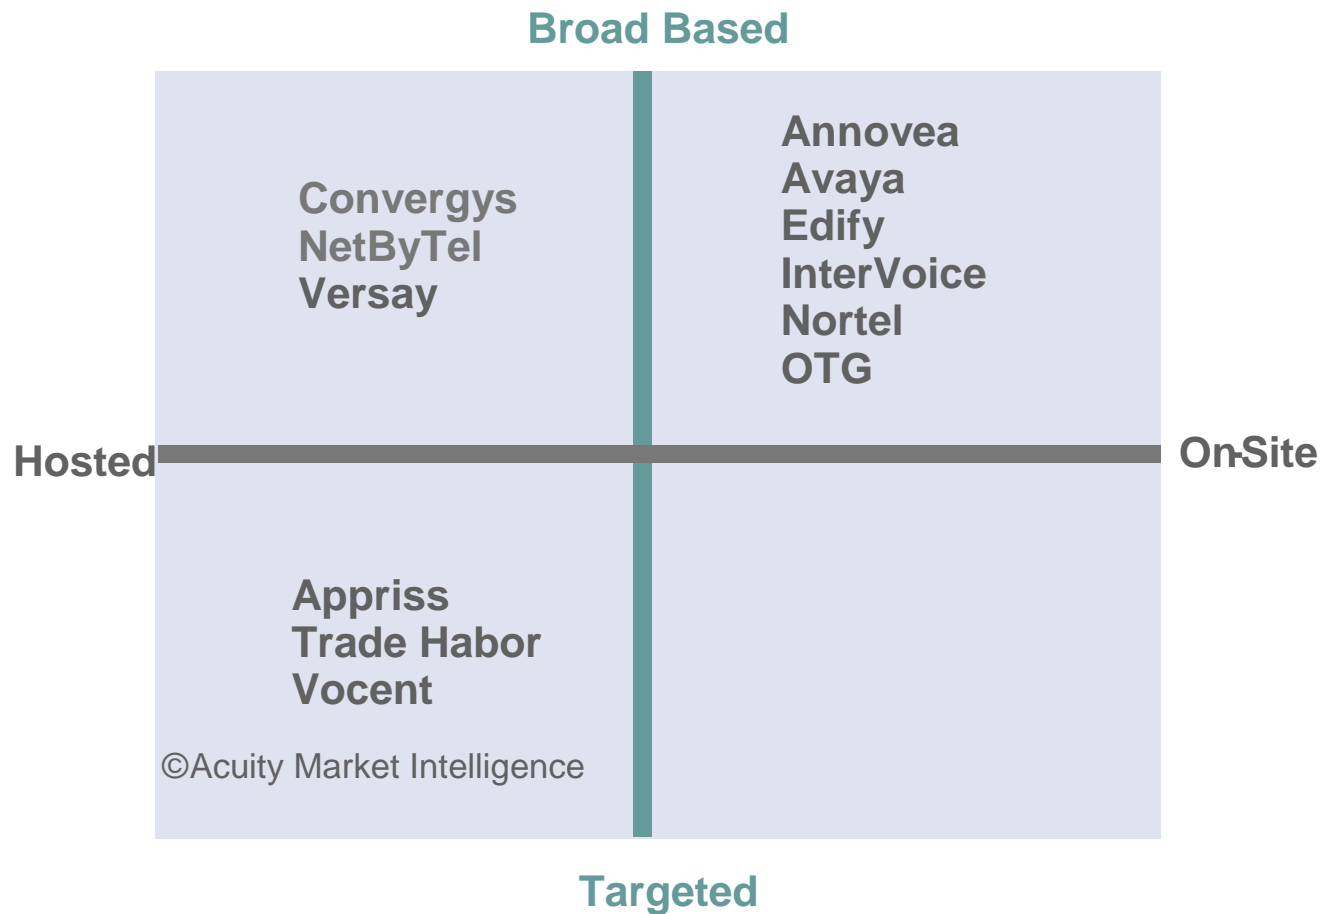 Broad Based
Convergys
NetByTel
Versay
Annovea
Avaya
Edify
InterVoice
Nortel
OTG
Hosted
On-Site
Appriss
Trade Habor
Vocent
©Acuity Market Intelligence
Targeted